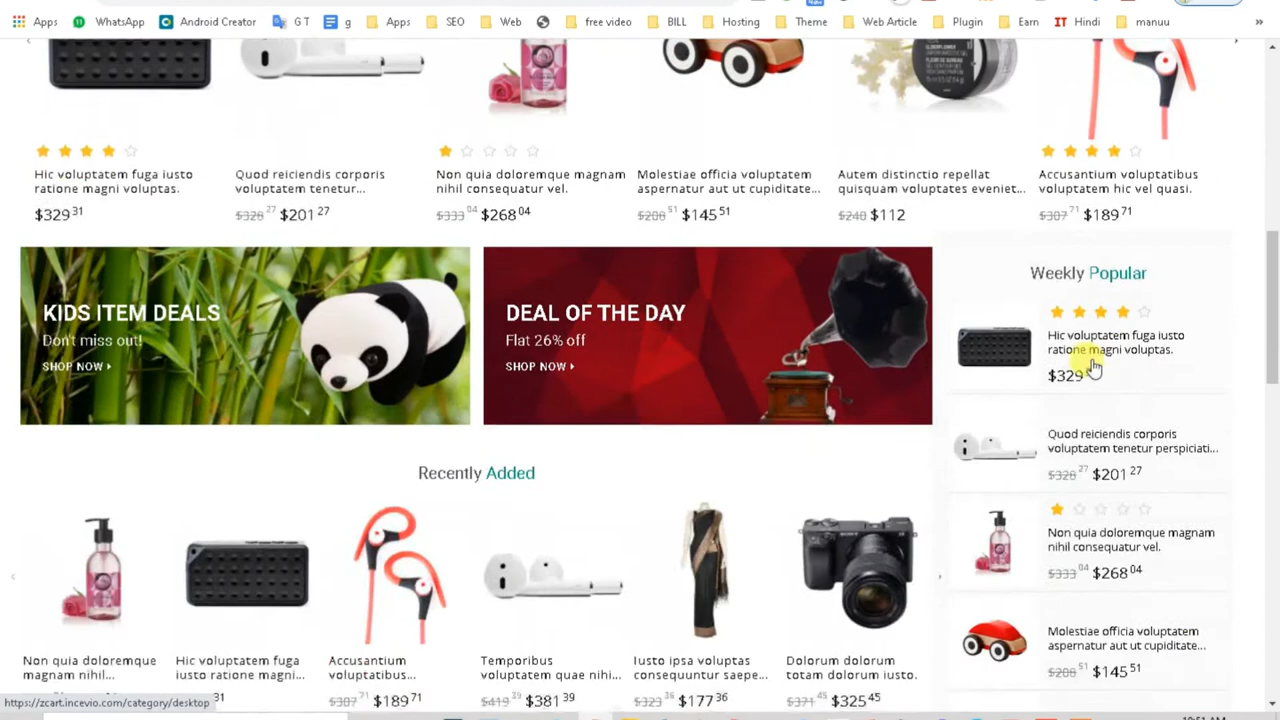 Apps WhatsApp Android Creator G T g Apps SEO Web free video BILL Hosting Theme Web Article Plugin Earn IT Hindi manuu »
Hic voluptatem fuga iusto
ratione magni voluptas.
$329 31
Quod reiciendis corporis
voluptatem tenetur...
$328 27 $201 27
Non quia doloremque magnam
nihil consequatur vel.
$333 04 $268 04
Molestiae officia voluptatem
aspernatur aut ut cupiditate...
$208 51 $145 51
Autem distinctio repellat
quisquam voluptates eveniet...
$240 $112
Accusantium voluptatibus
voluptatem hic vel quasi.
$307 71 $189 71
KIDS ITEM DEALS
Don't miss out!
SHOP NOW
DEAL OF THE DAY
Flat 26% off
SHOP NOW
Weekly Popular
Hic voluptatem fuga iusto
ratione magni voluptas.
$329
Quod reiciendis corporis
voluptatem tenetur perspiciati...
$328 27 $201 27
Non quia doloremque magnam
nihil consequatur vel.
$333 04 $268 04
Molestiae officia voluptatem
aspernatur aut ut cupiditate...
$208 51 $145 51
Recently Added
Non quia doloremque
magnam nihil...
Hic voluptatem fuga
iusto ratione magni...
31
Accusantium
voluptatibus...
$307 71 $189 71
Temporibus
voluptatem quae nihi...
$419 39 $381 39
Iusto ipsa voluptas
consequuntur saepe...
$323 36 $177 36
Dolorum dolorum
totam dolorum iusto.
$371 45 $325 45
https://zcart.incevio.com/category/desktop
10:51 AM